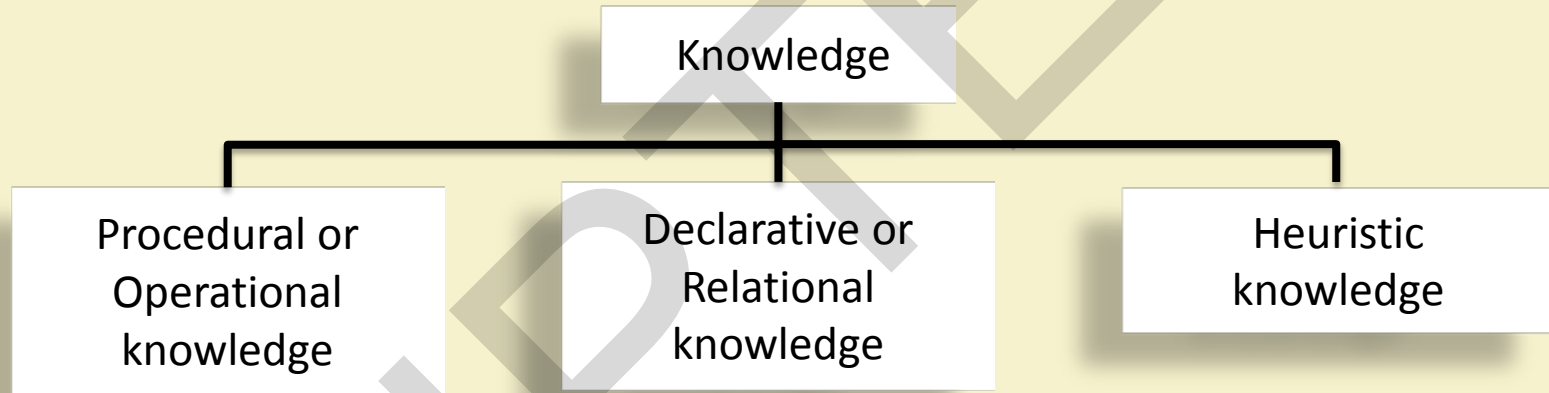 Knowledge
Procedural or
Operational
knowledge
Declarative or
Relational
knowledge
Heuristic
knowledge